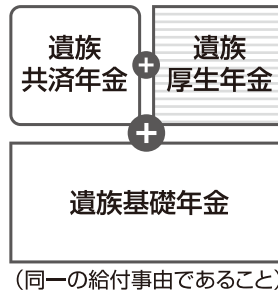 遺族
共済年金
+
遺族
厚生年金
+
遺族基礎年金
(同一の給付事由であること)